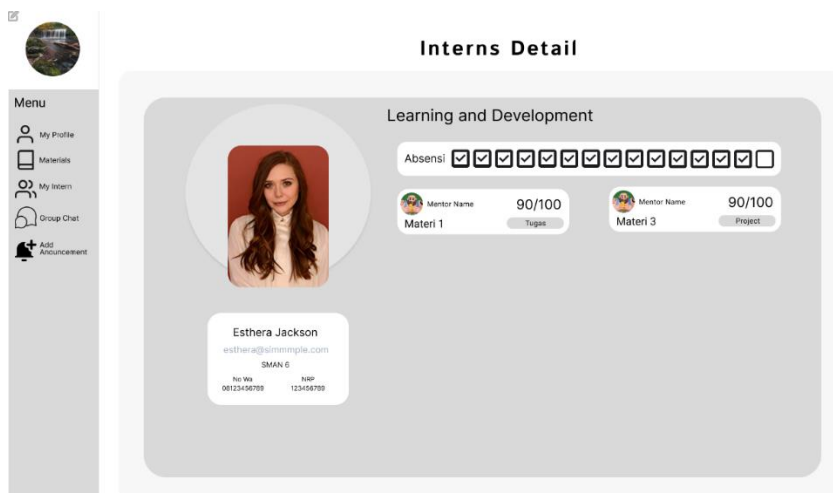 Interns Detail
Menu
My Profile
Materials
My Intern
Group Chat
Add
Anouncement
Learning and Development
Absensi
Mentor Name
90/100
Materi 1
Tugas
Mentor Name
90/100
Materi 3
Project
Esthera Jackson
esthera@simmmple.com
SMAN 6
No Wa
NRP
08123456789
123456789